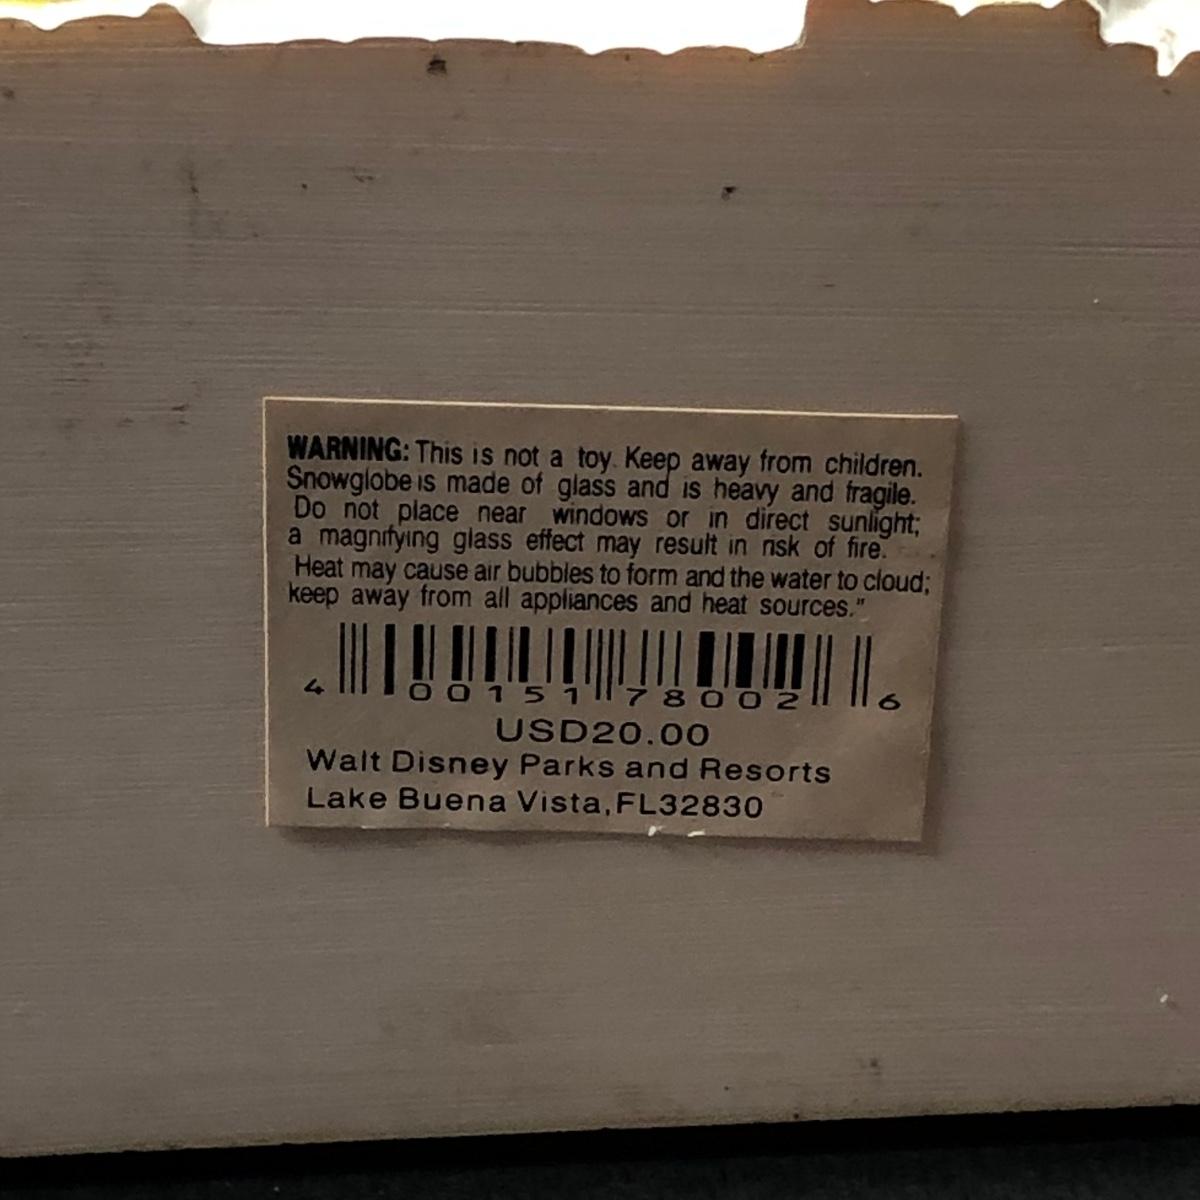 WARNING: This is not a toy. Keep away from children.
Snowglobe is made of glass and is heavy and fragile.
Do not place near windows or in direct sunlight;
a magnifying glass effect may result in risk of fire.
Heat may cause air bubbles to form and the water to cloud;
keep away from all appliances and heat sources."
4 00151 78002 6
USD20.00
Walt Disney Parks and Resorts
Lake Buena Vista,FL32830